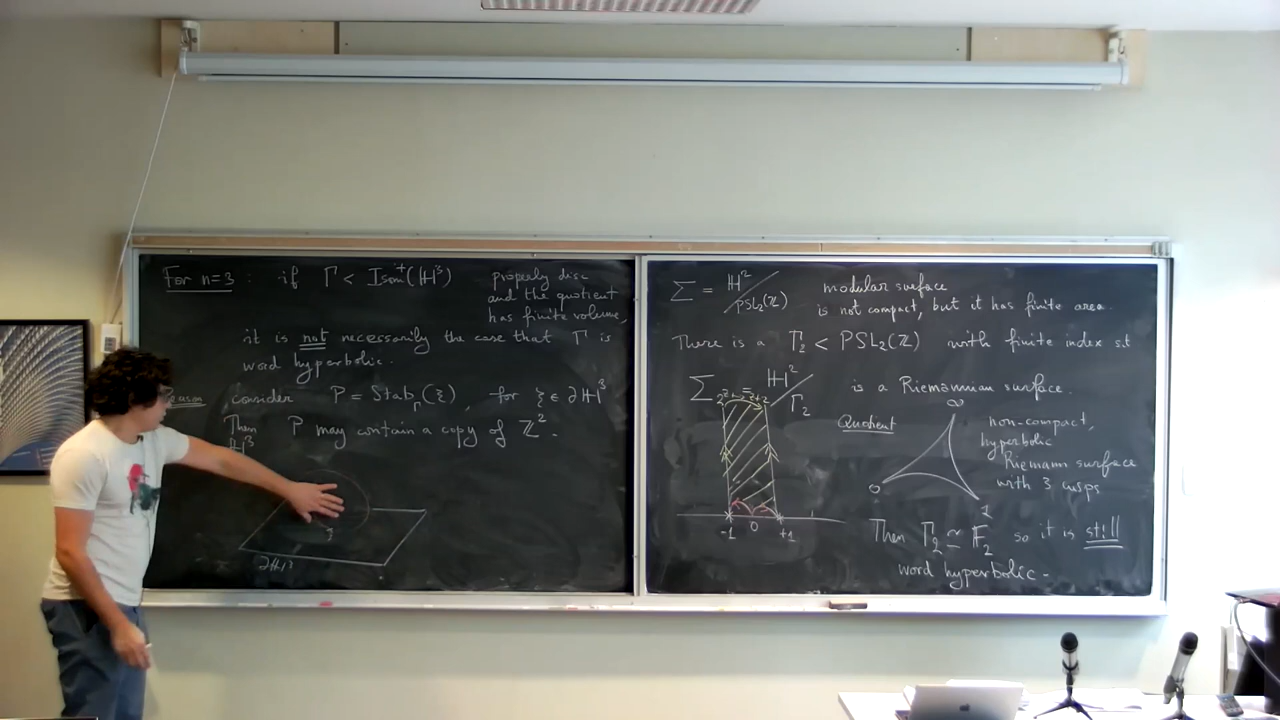 For n=3 : if Γ < Isom⁺(ℍ³) properly disc
and the quotient
has finite volume,
it is not necessarily the case that Γ is
word hyperbolic.
Reason consider P = Stab_Γ(ξ), for ξ ∈ ∂ℍ³
Then P may contain a copy of ℤ².
ℍ³
ξ
∂ℍ³
Σ = ℍ²/PSL₂(ℤ) modular surface
is not compact, but it has finite area.
There is a Γ₂ < PSL₂(ℤ) with finite index s.t
Σ₂ = ℍ²/Γ₂ is a Riemannian surface.
z ↦ z+2
-1 0 +1
Quotient
∞
0
1
non-compact,
hyperbolic
Riemann surface
with 3 cusps
Then Γ₂ ≃ F₂ so it is still
word hyperbolic -